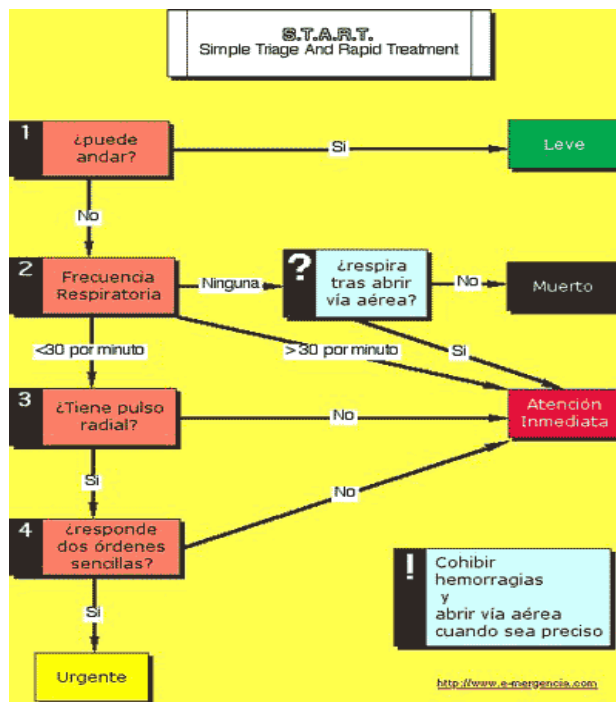 S.T.A.R.T.
Simple Triage And Rapid Treatment
1
¿puede
andar?
Si
Leve
No
2
Frecuencia
Respiratoria
Ninguna
?
¿respira
tras abrir
vía aérea?
No
Muerto
<30 por minuto
>30 por minuto
Si
3
¿Tiene pulso
radial?
No
Atención
Inmediata
Si
4
¿responde
dos órdenes
sencillas?
No
Si
Urgente
!
Cohibir
hemorragias
y
abrir vía aérea
cuando sea preciso
http://www.e-mergencia.com